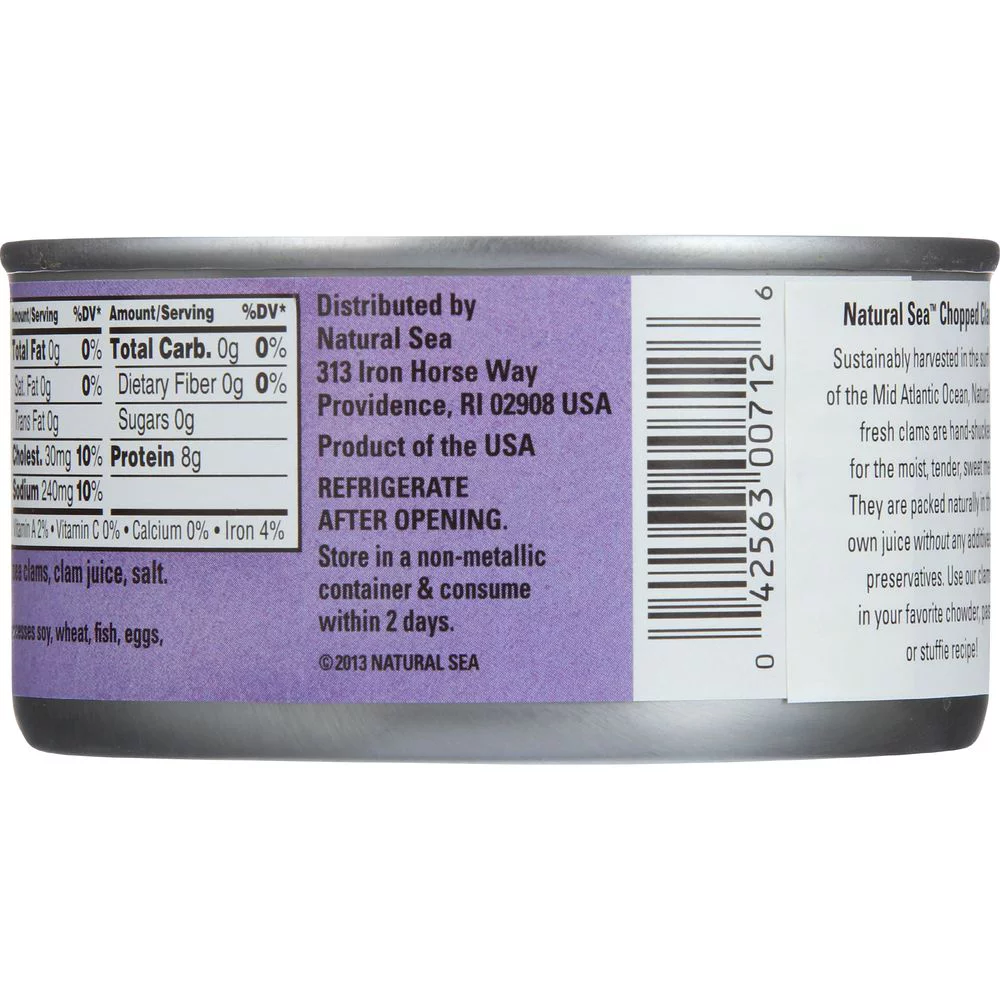 Amount/Serving %DV* Amount/Serving %DV*
Total Fat 0g 0% Total Carb. 0g 0%
Sat. Fat 0g 0% Dietary Fiber 0g 0%
Trans Fat 0g Sugars 0g
Cholest. 30mg 10% Protein 8g
Sodium 240mg 10%
Vitamin A 2% • Vitamin C 0% • Calcium 0% • Iron 4%
clams, clam juice, salt.
soy, wheat, fish, eggs,
Distributed by
Natural Sea
313 Iron Horse Way
Providence, RI 02908 USA
Product of the USA
REFRIGERATE
AFTER OPENING.
Store in a non-metallic
container & consume
within 2 days.
©2013 NATURAL SEA
0 42563 00712 6
Natural Sea™ Chopped
Sustainably harvested in the
of the Mid Atlantic Ocean, Natural
fresh clams are
for the moist, tender, sweet
They are packed naturally in
own juice without any
preservatives. Use our
in your favorite chowder,
or stuffie recipe!